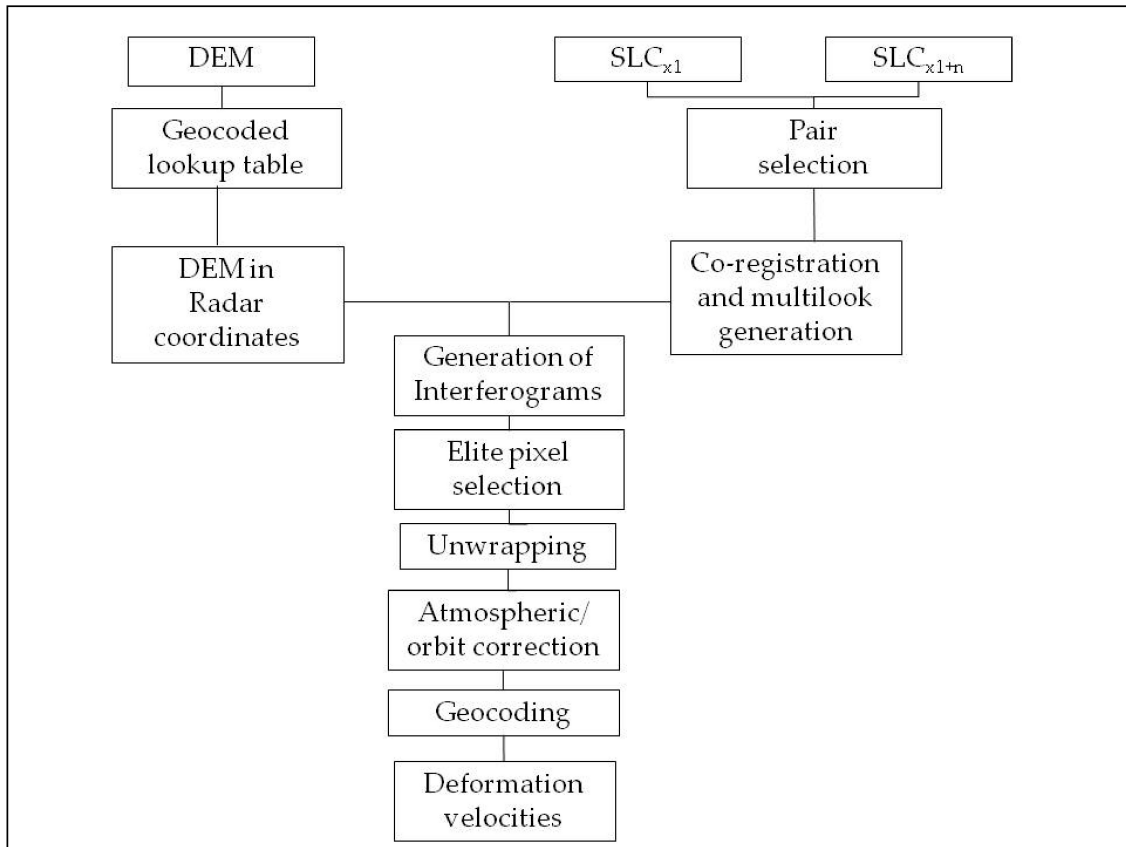 DEM
SLCx1
SLCx1+n
Geocoded
lookup table
Pair
selection
DEM in
Radar
coordinates
Co-registration
and multilook
generation
Generation of
Interferograms
Elite pixel
selection
Unwrapping
Atmospheric/
orbit correction
Geocoding
Deformation
velocities